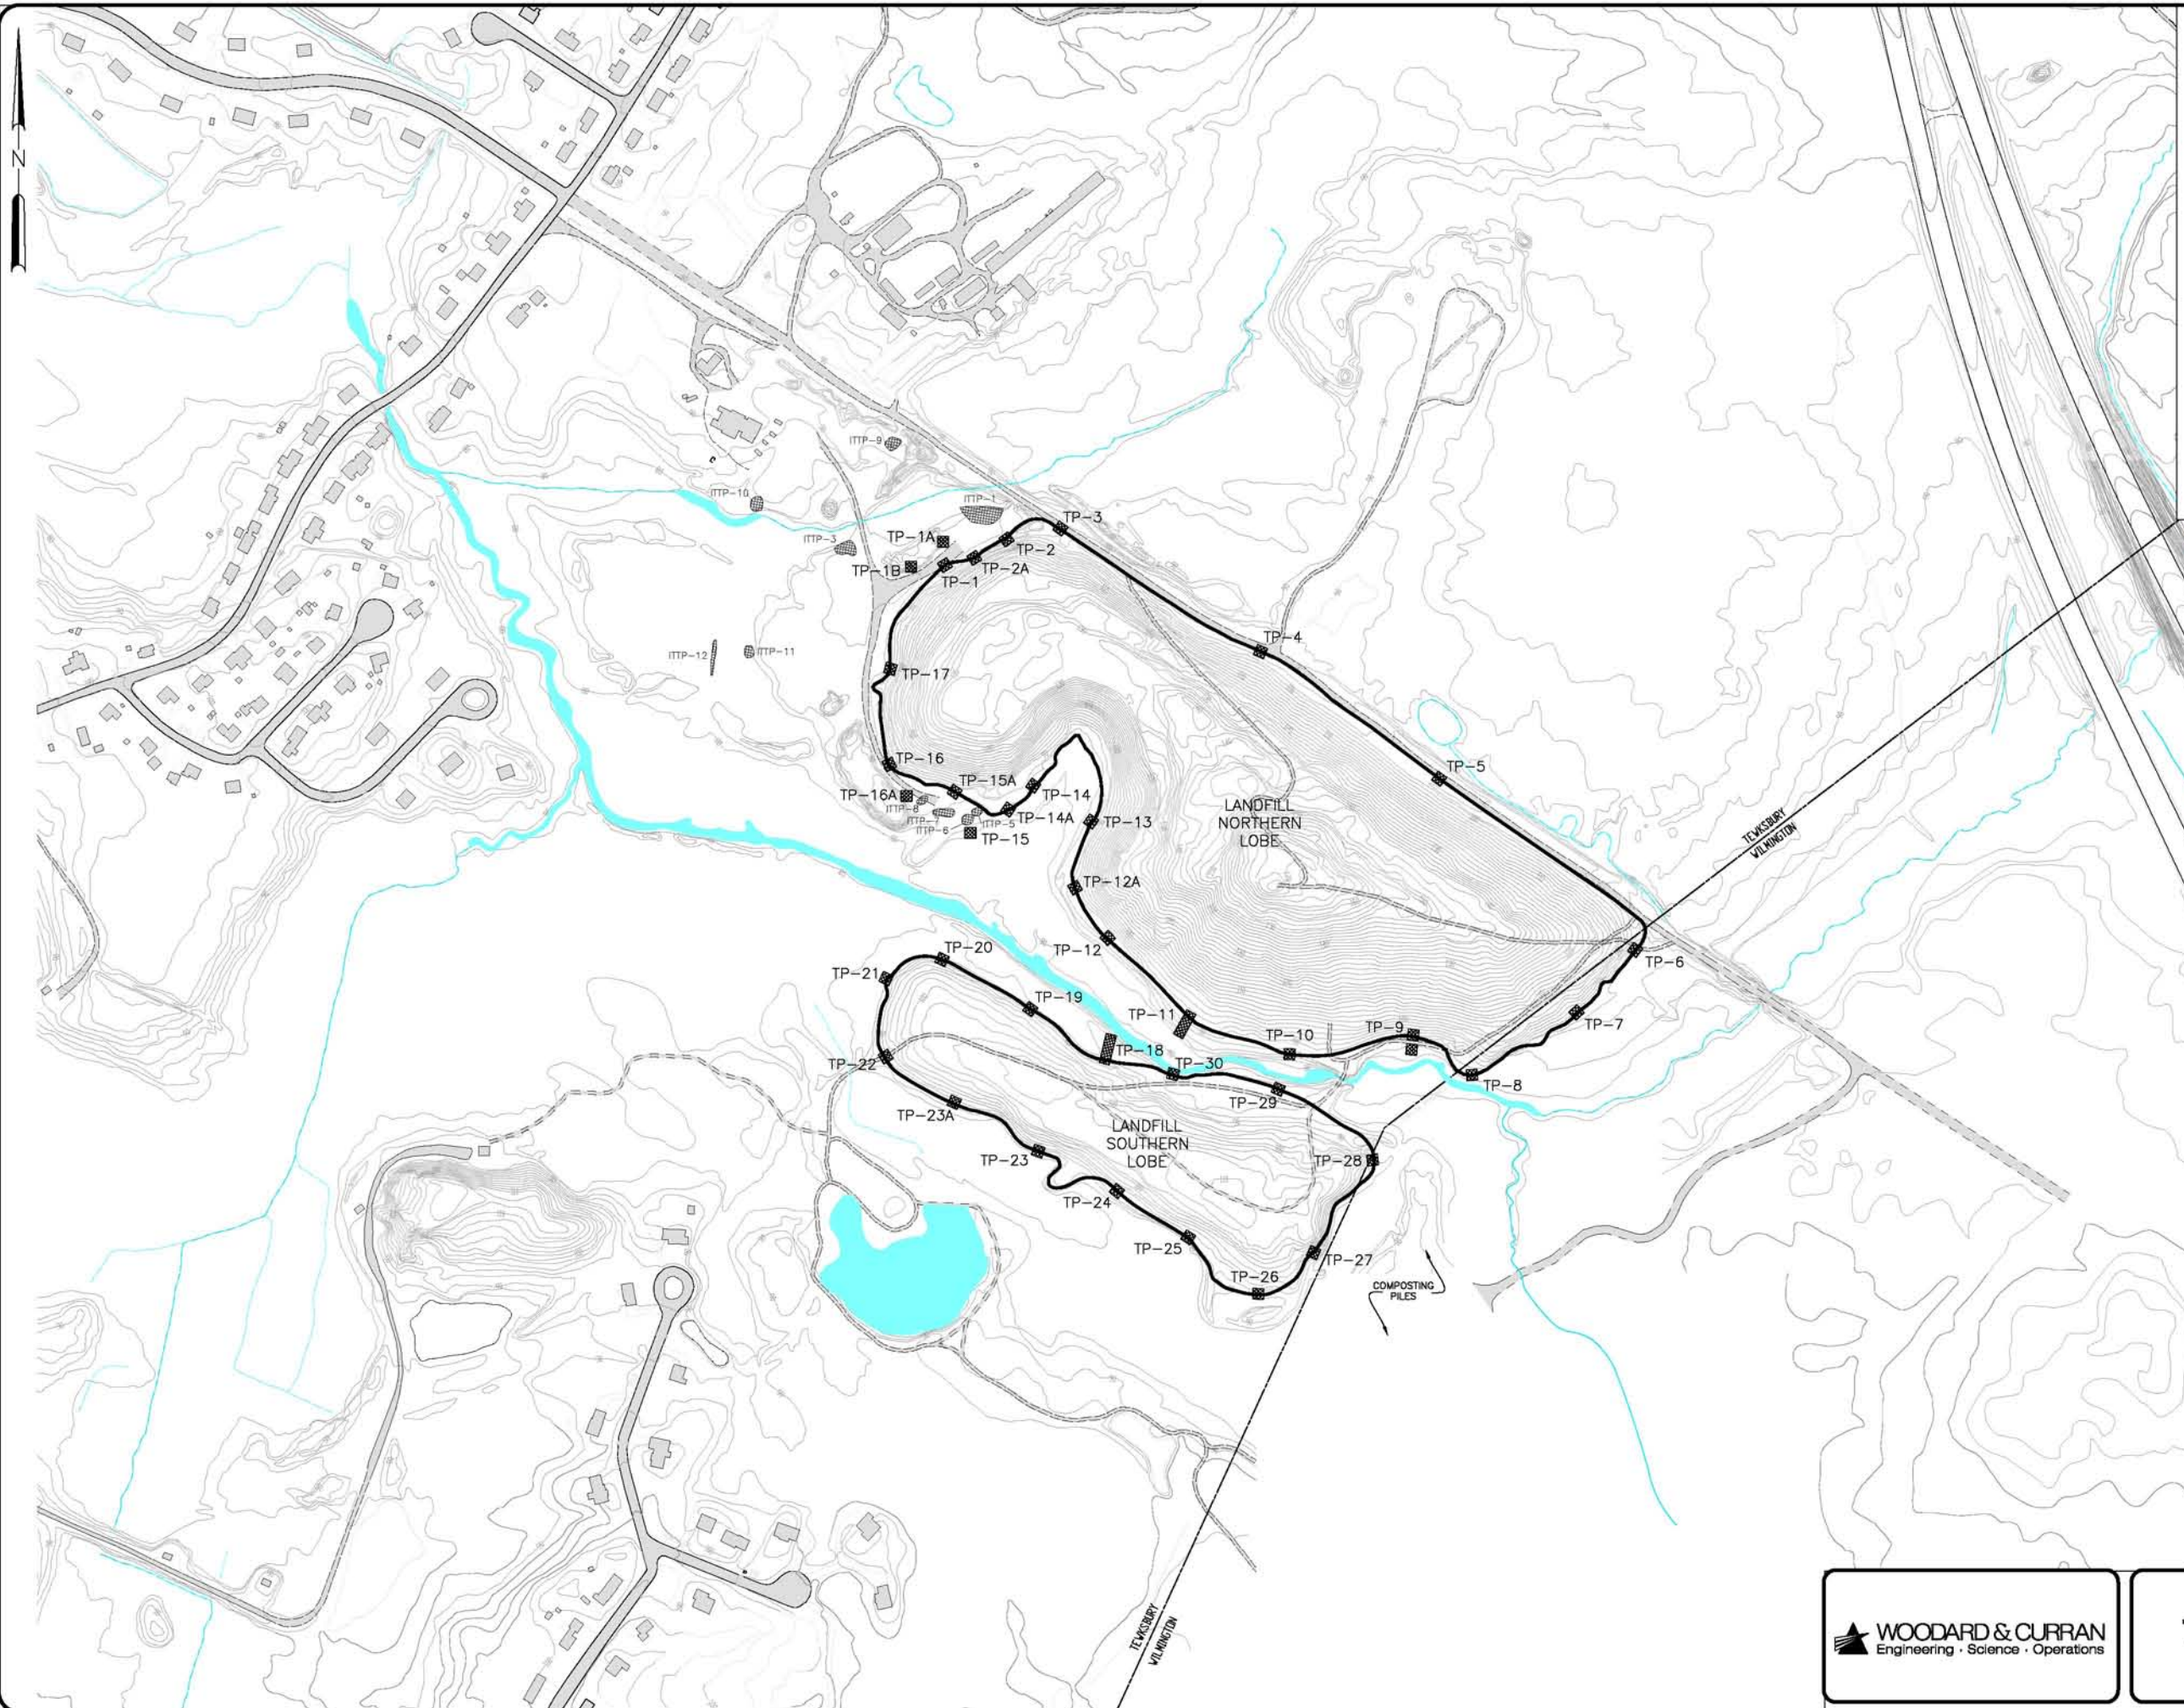 N
ITTP-9
ITTP-10
ITTP-1
TP-3
ITTP-3
TP-1A
TP-2
TP-1B
TP-2A
TP-1
TP-4
ITTP-12
ITTP-11
TP-17
TP-16
TP-15A
TP-5
TP-14
TP-16A
ITTP-8
LANDFILL
NORTHERN
LOBE
TP-14A
ITTP-7
ITTP-5
TP-13
ITTP-6
TP-15
TEWKSBURY
WILMINGTON
TP-12A
TP-12
TP-20
TP-6
TP-21
TP-19
TP-11
TP-7
TP-10
TP-9
TP-18
TP-22
TP-30
TP-8
TP-29
TP-23A
LANDFILL
SOUTHERN
LOBE
TP-23
TP-28
TP-24
TP-25
TP-27
TP-26
COMPOSTING
PILES
TEWKSBURY
WILMINGTON
WOODARD & CURRAN
Engineering · Science · Operations